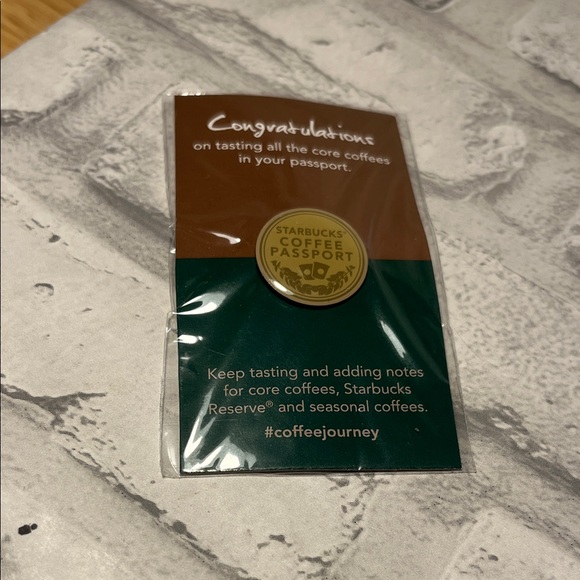 Congratulations
on tasting all the core coffees
in your passport.
STARBUCKS®
COFFEE
PASSPORT
Keep tasting and adding notes
for core coffees, Starbucks
Reserve® and seasonal coffees.
#coffeejourney